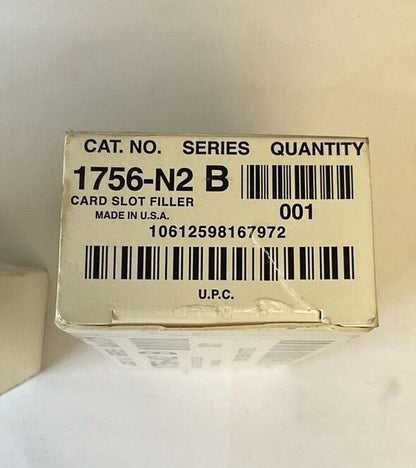 CAT. NO. SERIES QUANTITY
1756-N2 B
CARD SLOT FILLER
MADE IN U.S.A.
001
10612598167972
U.P.C.